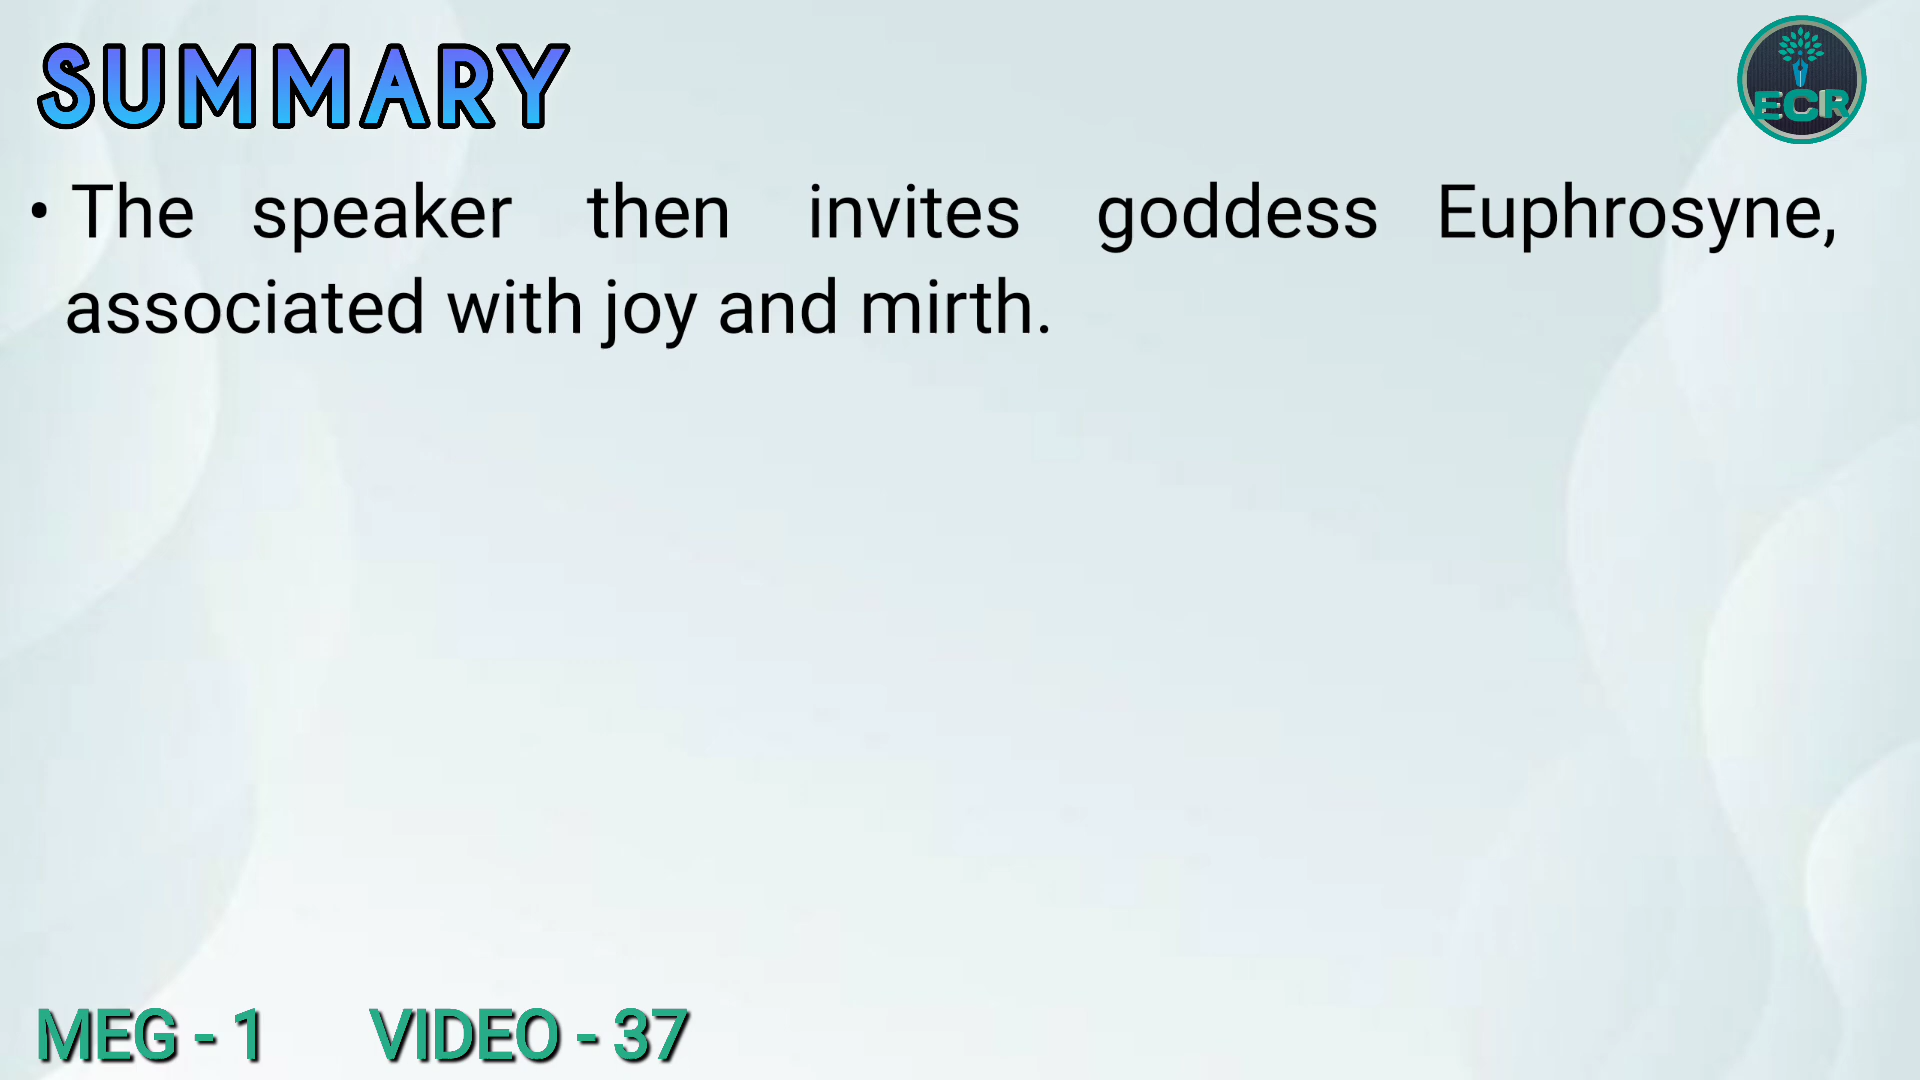 SUMMARY
ECR
• The speaker then invites goddess Euphrosyne,
associated with joy and mirth.
MEG - 1 VIDEO - 37